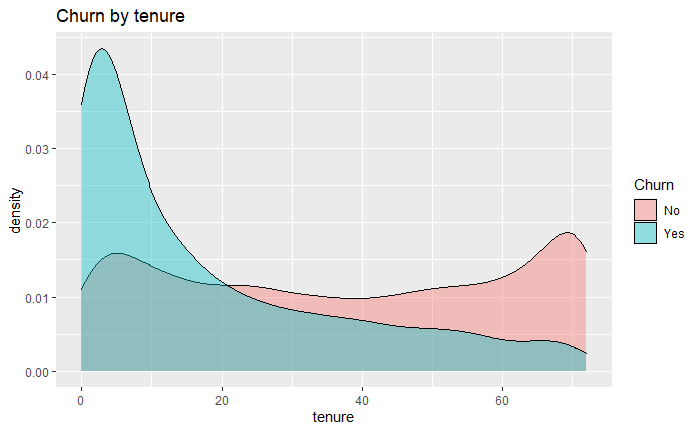 Churn by tenure
0.04
0.03
0.02
0.01
0.00
density
0
20
40
60
tenure
Churn
No
Yes